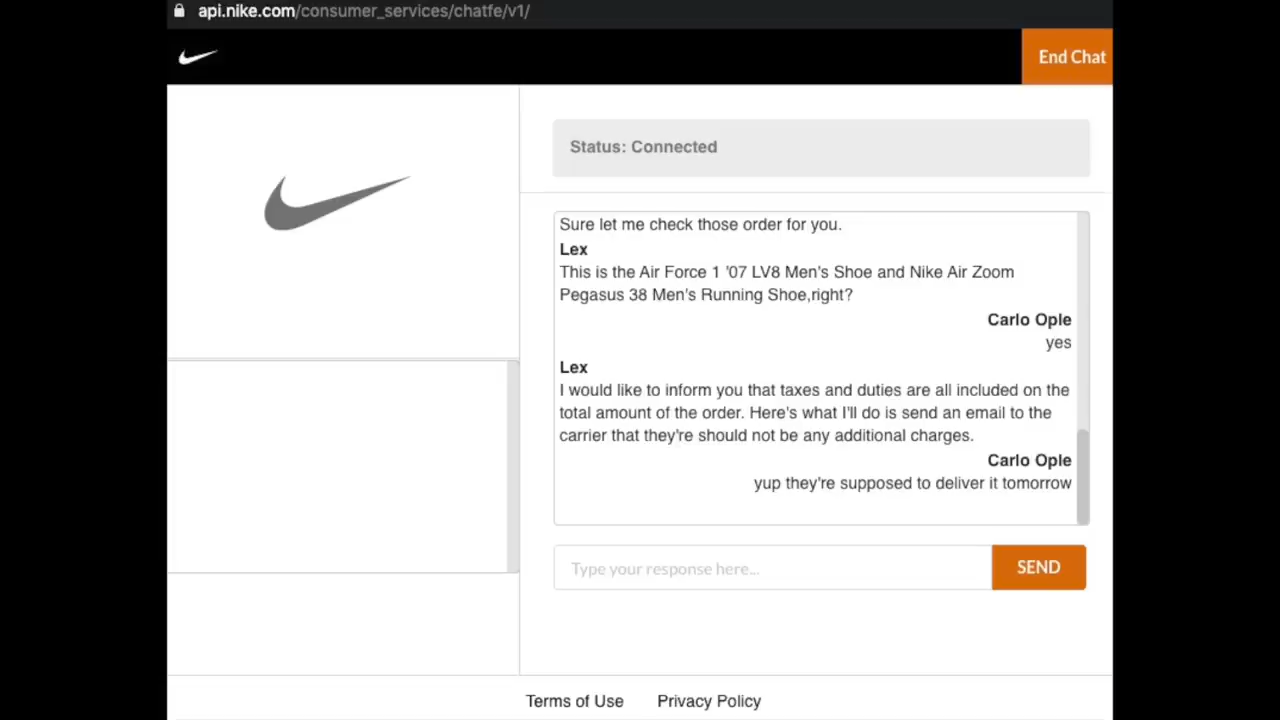 api.nike.com/consumer_services/chatfe/v1/
End Chat
Status: Connected
Sure let me check those order for you.
Lex
This is the Air Force 1 '07 LV8 Men's Shoe and Nike Air Zoom
Pegasus 38 Men's Running Shoe,right?
Carlo Ople
yes
Lex
I would like to inform you that taxes and duties are all included on the
total amount of the order. Here's what I'll do is send an email to the
carrier that they're should not be any additional charges.
Carlo Ople
yup they're supposed to deliver it tomorrow
Type your response here...
SEND
Terms of Use Privacy Policy